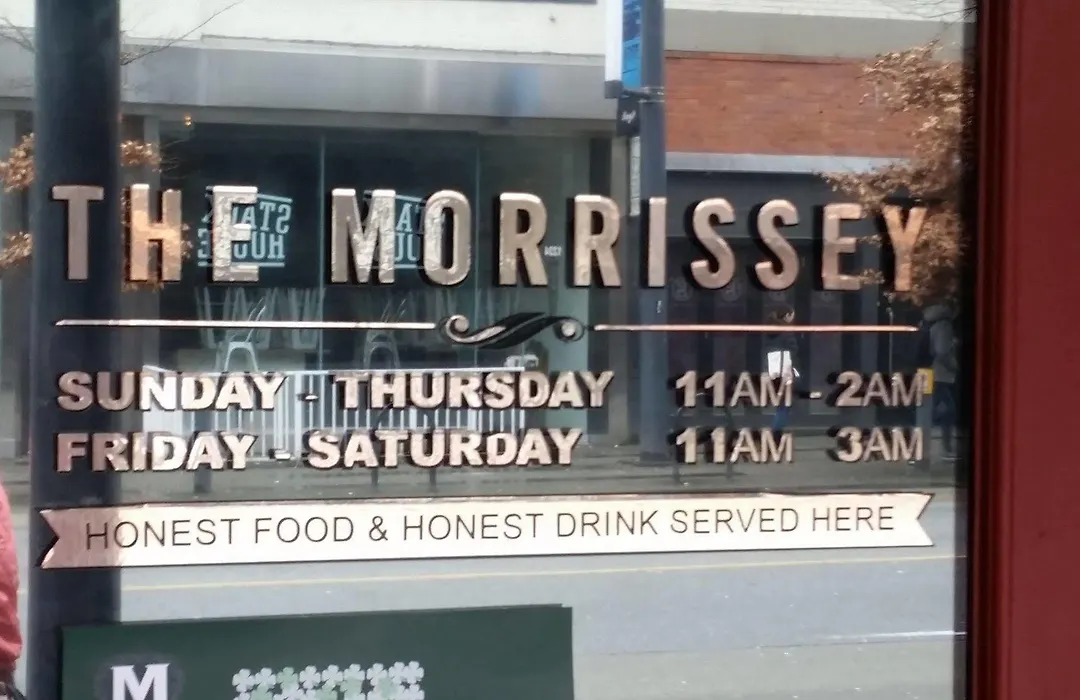 THE MORRISSEY
SUNDAY - THURSDAY 11AM - 2AM
FRIDAY - SATURDAY 11AM 3AM
HONEST FOOD & HONEST DRINK SERVED HERE
M